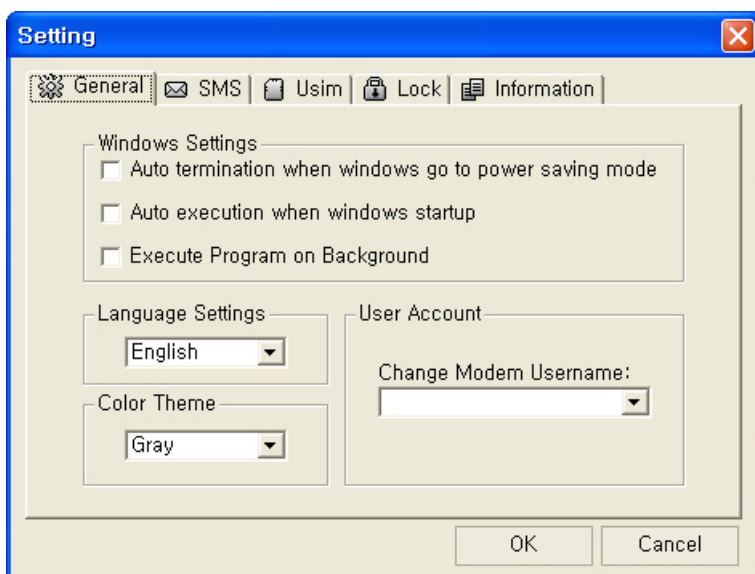 Setting
General SMS Usim Lock Information
Windows Settings
Auto termination when windows go to power saving mode
Auto execution when windows startup
Execute Program on Background
Language Settings
English
Color Theme
Gray
User Account
Change Modem Username:
OK Cancel